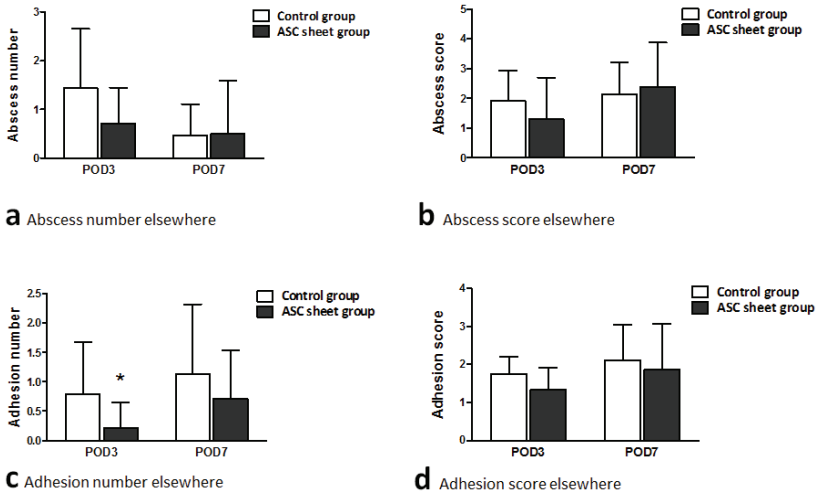 Control group
ASC sheet group
Abscess number
3
2
1
0
POD3 POD7
a Abscess number elsewhere
Control group
ASC sheet group
Abscess score
5
4
3
2
1
0
POD3 POD7
b Abscess score elsewhere
Control group
ASC sheet group
Adhesion number
2.5
2.0
1.5
1.0
0.5
0.0
*
POD3 POD7
c Adhesion number elsewhere
Control group
ASC sheet group
Adhesion score
4
3
2
1
0
POD3 POD7
d Adhesion score elsewhere